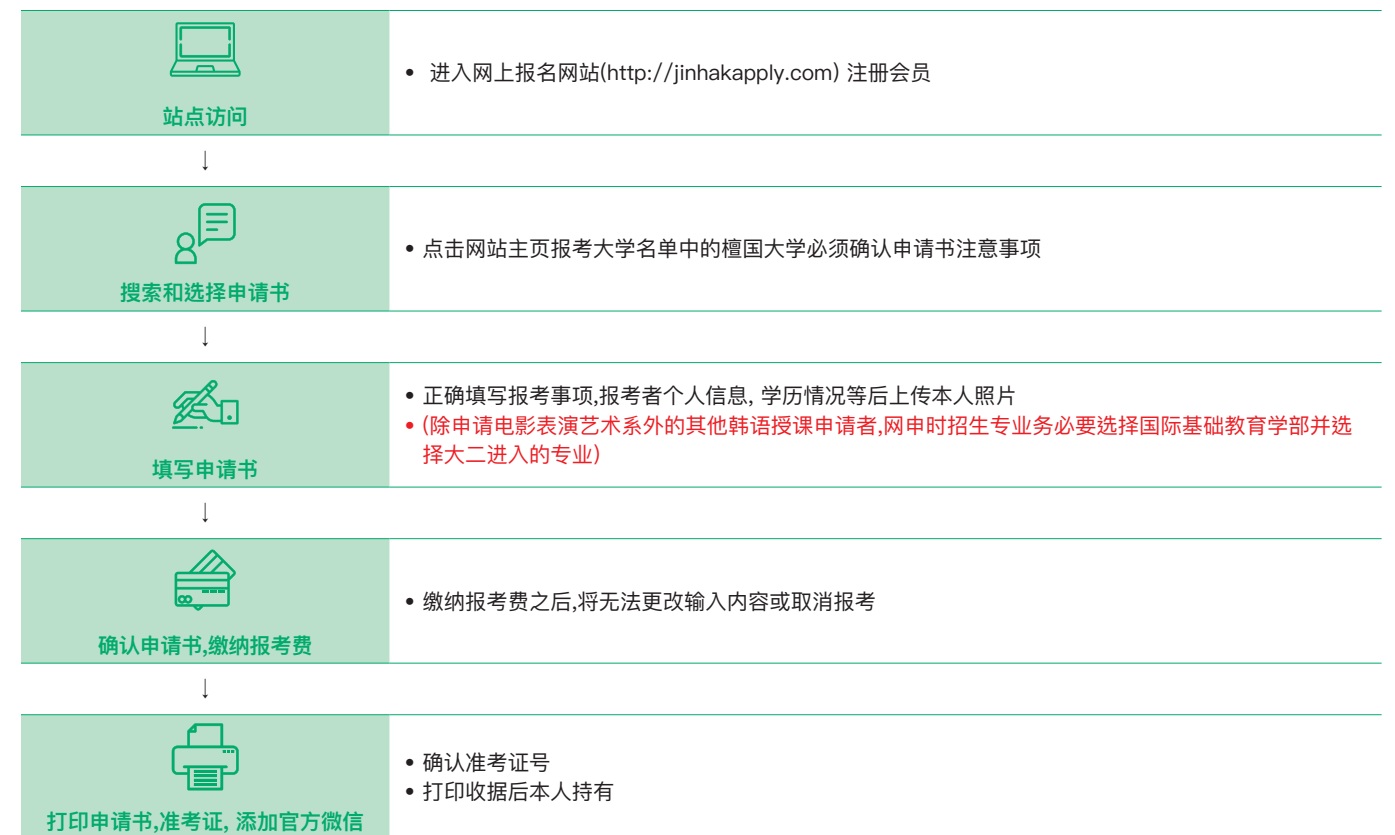 • 进入网上报名网站(http://jinhakapply.com) 注册会员
站点访问
↓
• 点击网站主页报考大学名单中的檀国大学必须确认申请书注意事项
搜索和选择申请书
↓
• 正确填写报考事项,报考者个人信息, 学历情况等后上传本人照片
• (除申请电影表演艺术系外的其他韩语授课申请者,网申时招生专业务必要选择国际基础教育学部并选
择大二进入的专业)
填写申请书
↓
• 缴纳报考费之后,将无法更改输入内容或取消报考
确认申请书,缴纳报考费
↓
• 确认准考证号
• 打印收据后本人持有
打印申请书,准考证, 添加官方微信